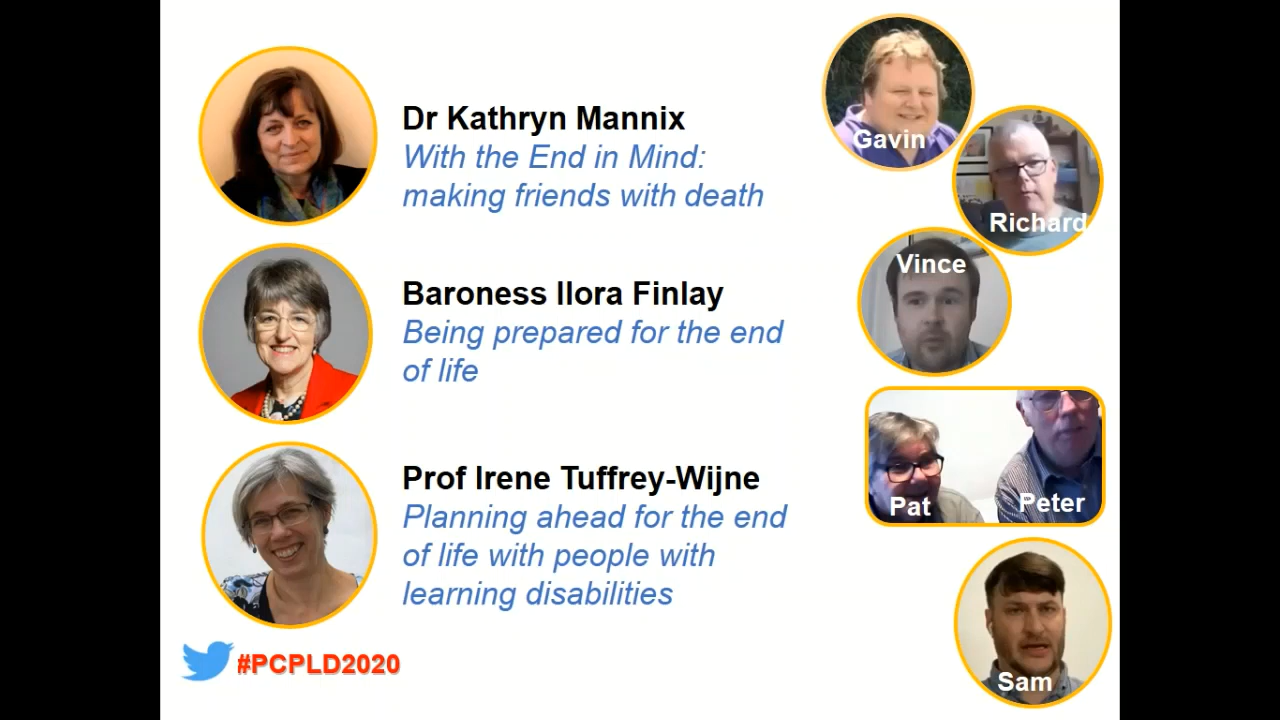 Dr Kathryn Mannix
With the End in Mind:
making friends with death
Baroness Ilora Finlay
Being prepared for the end
of life
Prof Irene Tuffrey-Wijne
Planning ahead for the end
of life with people with
learning disabilities
#PCPLD2020
Gavin
Richard
Vince
Pat
Peter
Sam